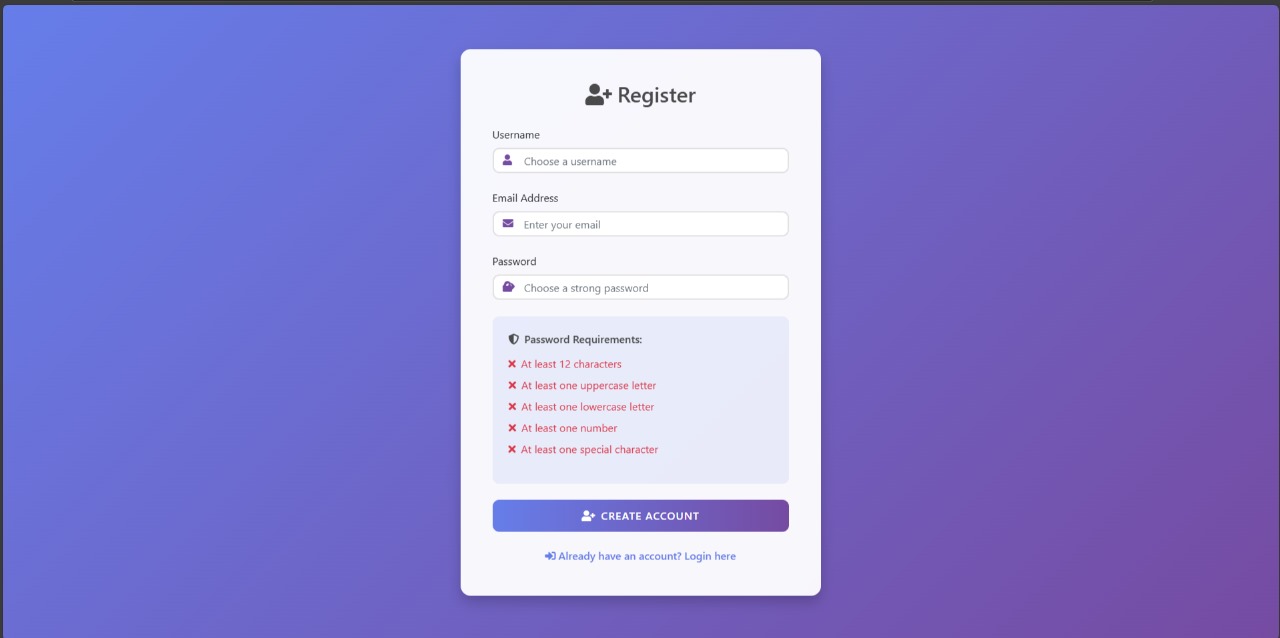 Register
Username
Choose a username
Email Address
Enter your email
Password
Choose a strong password
Password Requirements:
At least 12 characters
At least one uppercase letter
At least one lowercase letter
At least one number
At least one special character
CREATE ACCOUNT
Already have an account? Login here